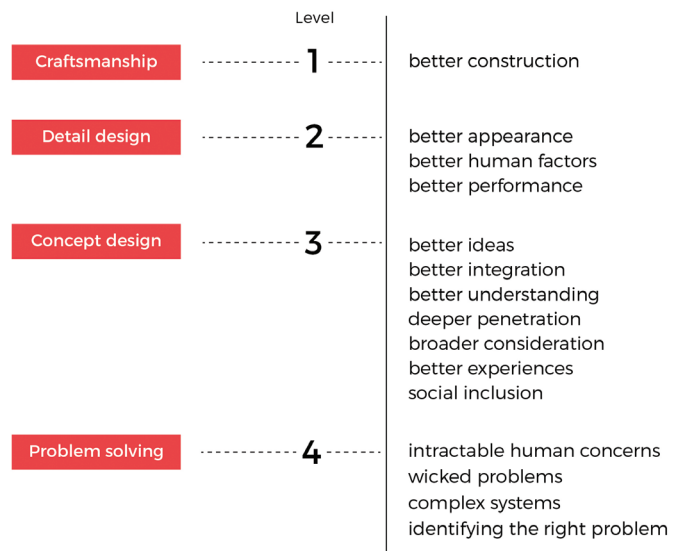 Level
Craftsmanship 1 better construction
Detail design 2 better appearance
better human factors
better performance
Concept design 3 better ideas
better integration
better understanding
deeper penetration
broader consideration
better experiences
social inclusion
Problem solving 4 intractable human concerns
wicked problems
complex systems
identifying the right problem